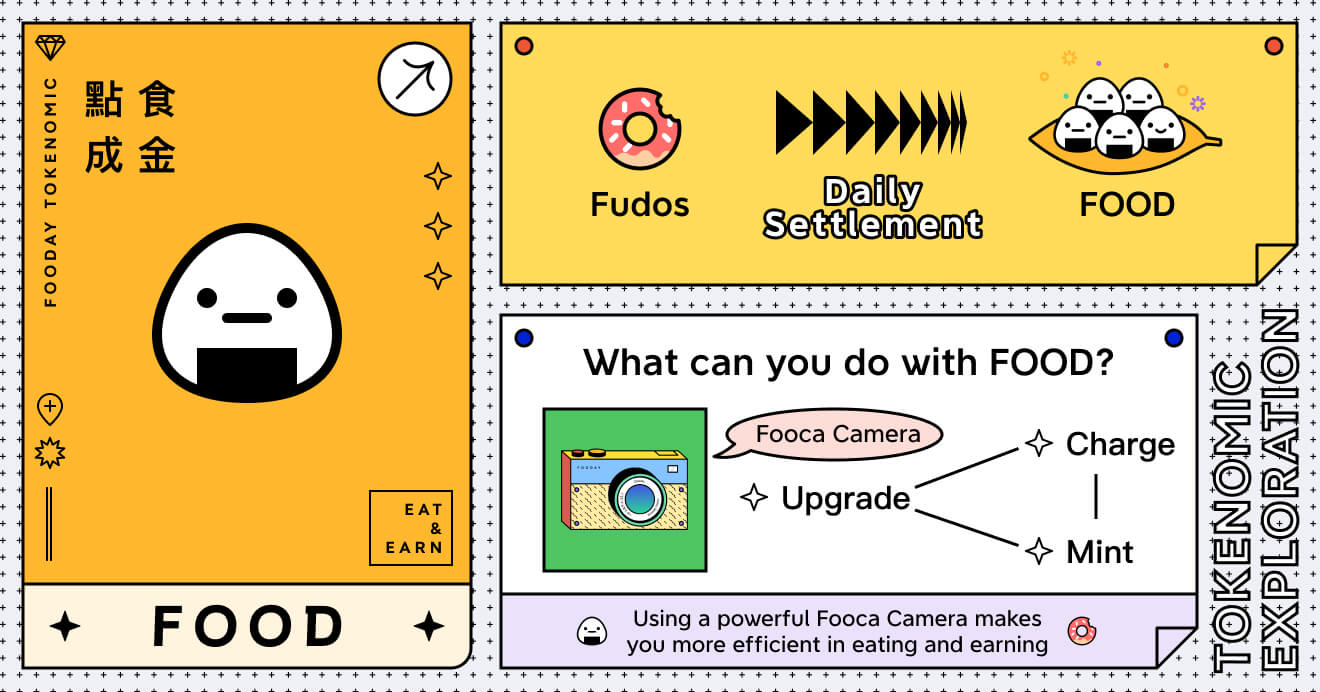 FOODAY TOKENOMIC
點食
成金
EAT
&
EARN
FOOD
Fudos
Daily
Settlement
FOOD
What can you do with FOOD?
FOODAY
Fooca Camera
Upgrade
Charge
Mint
Using a powerful Fooca Camera makes
you more efficient in eating and earning
TOKENOMIC
EXPLORATION